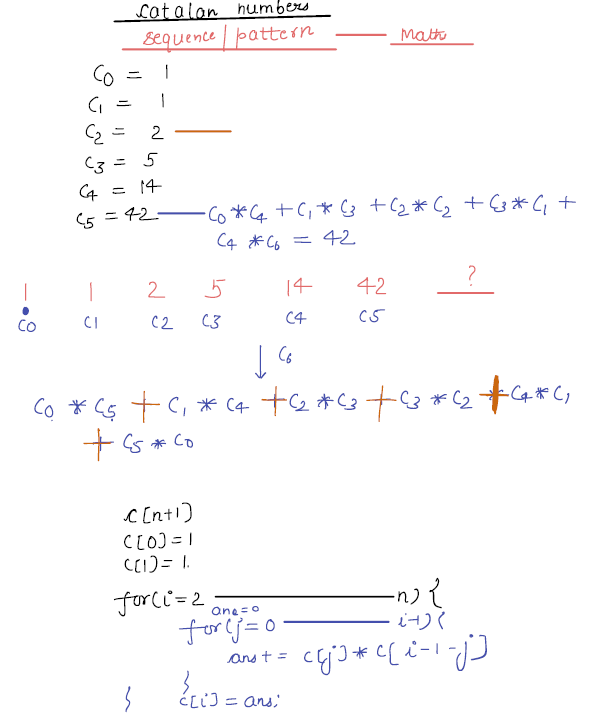 Catalan numbers
sequence/pattern — Math
C0 = 1
C1 = 1
C2 = 2 —
C3 = 5
C4 = 14
C5 = 42 — C0 * C4 + C1 * C3 + C2 * C2 + C3 * C1 +
C4 * C0 = 42
1 1 2 5 14 42 ?
C0 C1 C2 C3 C4 C5
↓ C6
C0 * C5 + C1 * C4 + C2 * C3 + C3 * C2 + C4 * C1
+ C5 * C0
C[n+1]
C[0]=1
C[1]=1.
for(i=2 — n) {
ans=0
for(j=0 — i-1) {
ans+= C[j] * C[i-1-j]
}
} C[i] = ans;